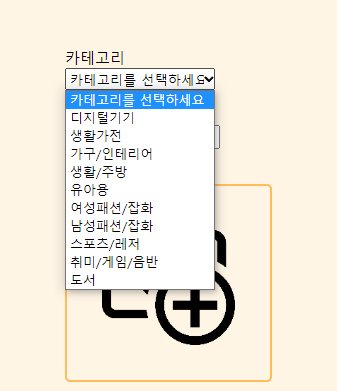 카테고리
카테고리를 선택하세요
카테고리를 선택하세요
디지털기기
생활가전
가구/인테리어
생활/주방
유아용
여성패션/잡화
남성패션/잡화
스포츠/레저
취미/게임/음반
도서